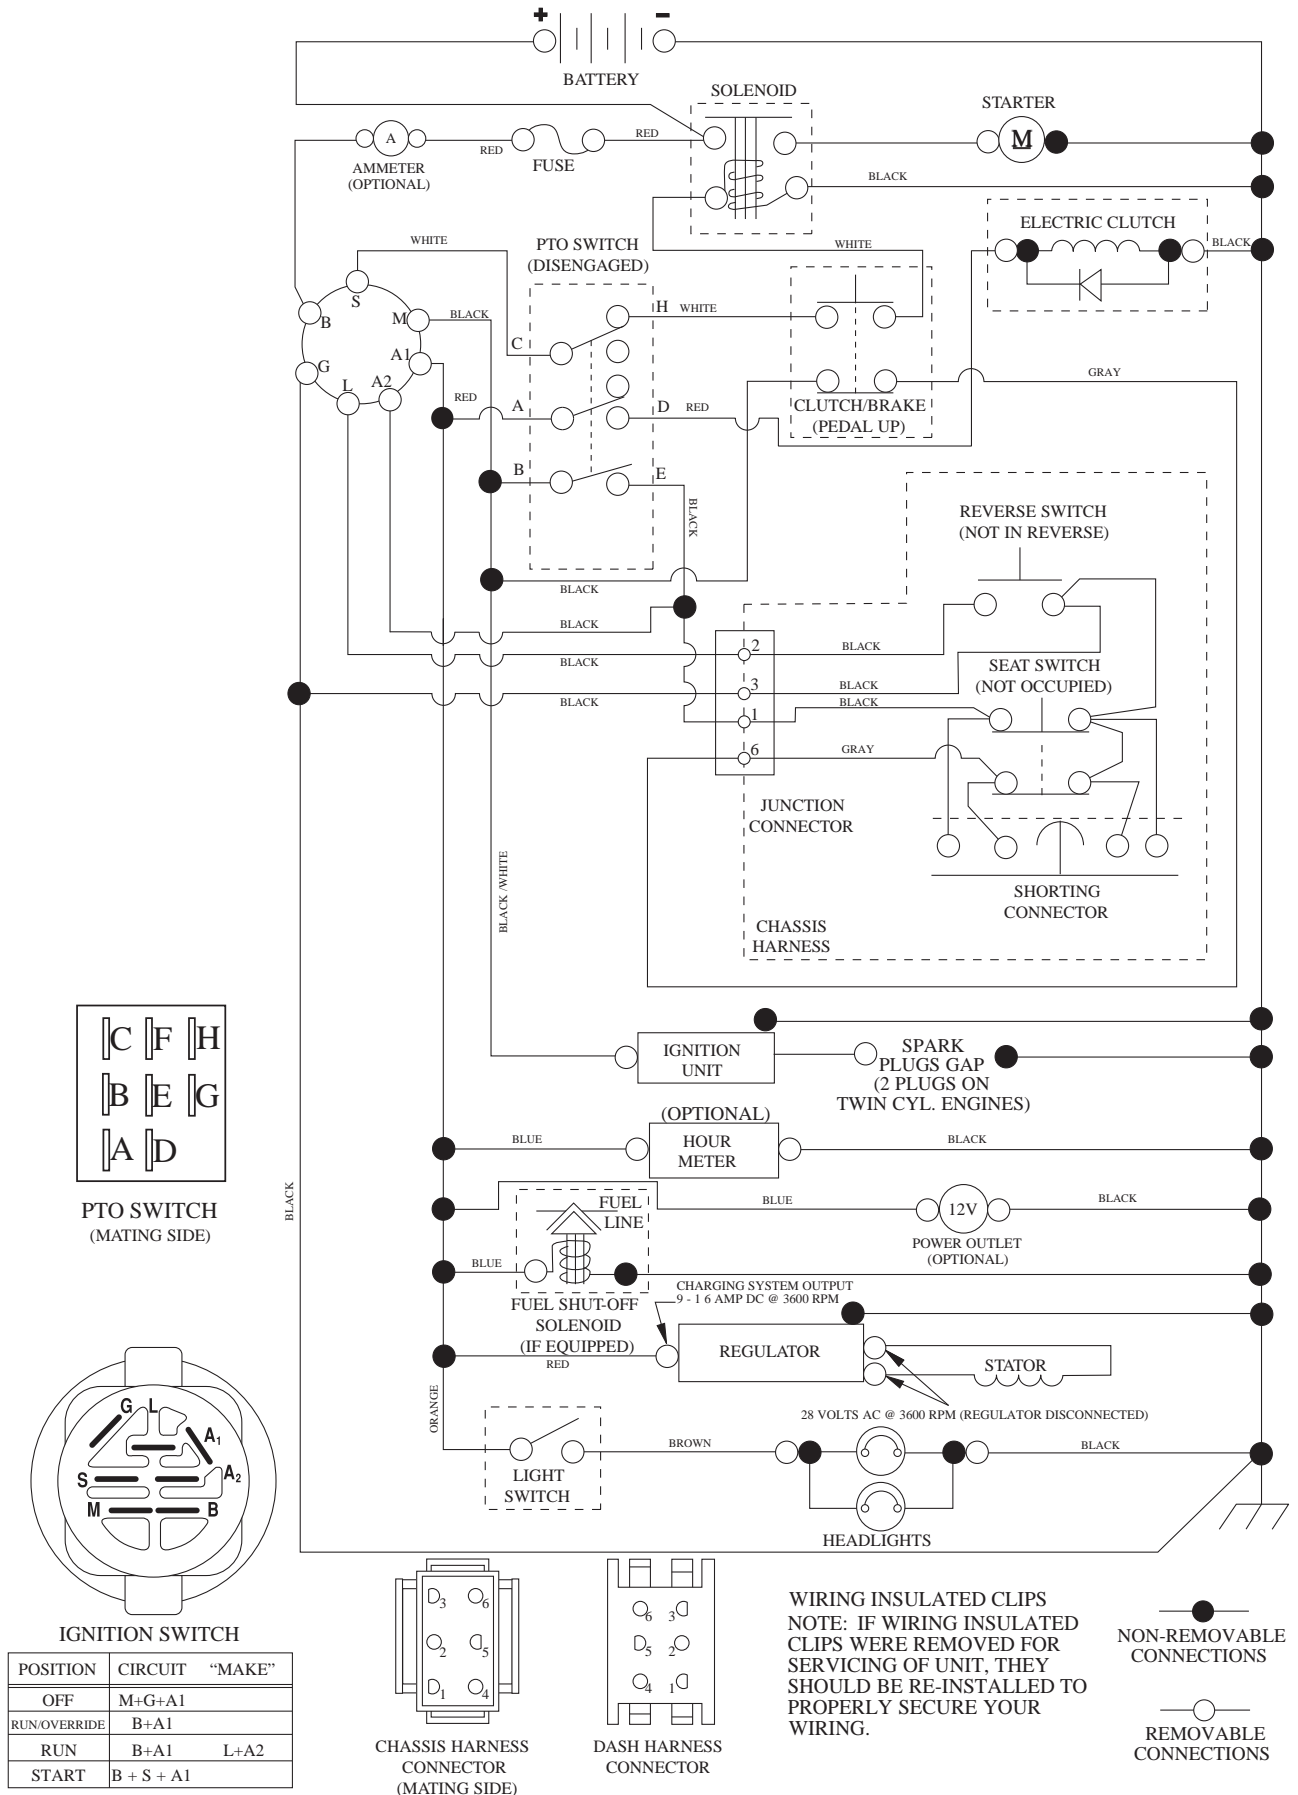 + -
BATTERY
SOLENOID
STARTER
A
RED
FUSE
RED
M
AMMETER
(OPTIONAL)
BLACK
ELECTRIC CLUTCH
WHITE
PTO SWITCH
(DISENGAGED)
WHITE
BLACK
S
B
M
BLACK
H
WHITE
C
A1
G
A2
L
RED
A
D
RED
GRAY
CLUTCH/BRAKE
(PEDAL UP)
B
E
BLACK
REVERSE SWITCH
(NOT IN REVERSE)
BLACK
BLACK
2
BLACK
BLACK
SEAT SWITCH
(NOT OCCUPIED)
3
BLACK
BLACK
BLACK
1
6
GRAY
JUNCTION
CONNECTOR
BLACK /WHITE
SHORTING
CONNECTOR
CHASSIS
HARNESS
C F H
B E G
A D
PTO SWITCH
(MATING SIDE)
IGNITION
UNIT
SPARK
PLUGS GAP
(2 PLUGS ON
TWIN CYL. ENGINES)
(OPTIONAL)
BLUE
HOUR
METER
BLACK
BLACK
FUEL
LINE
BLUE
12V
BLACK
POWER OUTLET
(OPTIONAL)
BLUE
CHARGING SYSTEM OUTPUT
9 - 1 6 AMP DC @ 3600 RPM
FUEL SHUT-OFF
SOLENOID
(IF EQUIPPED)
RED
REGULATOR
STATOR
ORANGE
28 VOLTS AC @ 3600 RPM (REGULATOR DISCONNECTED)
BROWN
BLACK
LIGHT
SWITCH
HEADLIGHTS
G L
A1
S
A2
M
B
IGNITION SWITCH
POSITION CIRCUIT “MAKE”
OFF M+G+A1
RUN/OVERRIDE B+A1
RUN B+A1 L+A2
START B + S + A1
3 6
2 5
1 4
CHASSIS HARNESS
CONNECTOR
(MATING SIDE)
6 3
5 2
4 1
DASH HARNESS
CONNECTOR
WIRING INSULATED CLIPS
NOTE: IF WIRING INSULATED
CLIPS WERE REMOVED FOR
SERVICING OF UNIT, THEY
SHOULD BE RE-INSTALLED TO
PROPERLY SECURE YOUR
WIRING.
NON-REMOVABLE
CONNECTIONS
REMOVABLE
CONNECTIONS